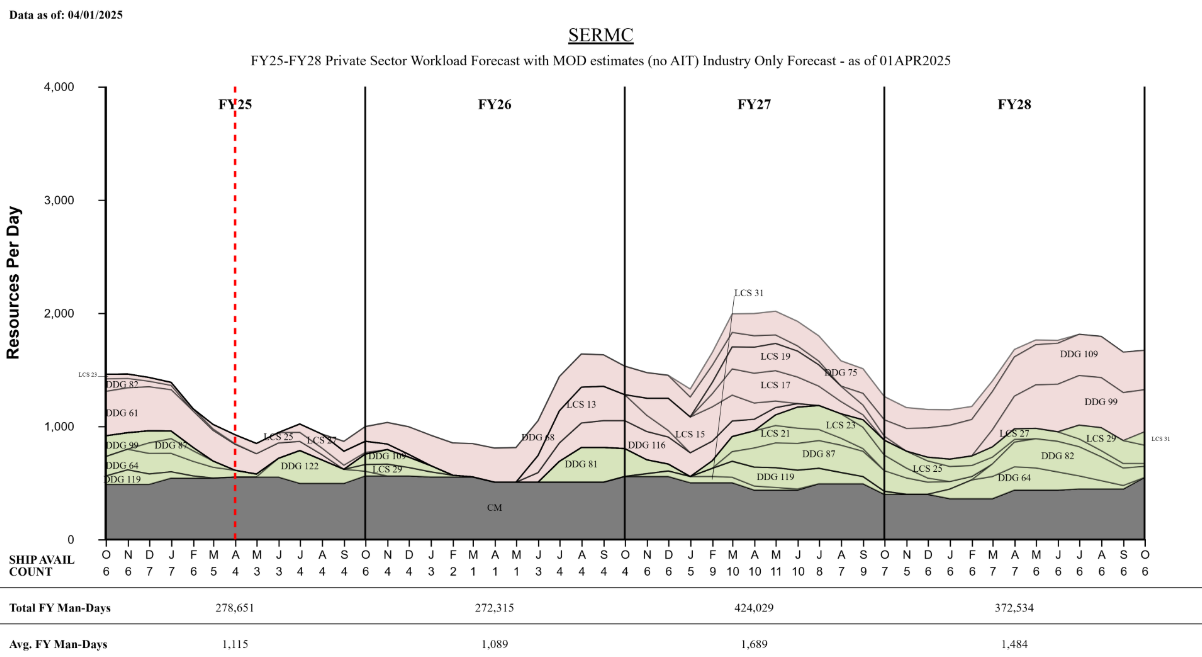 Data as of: 04/01/2025
SERMC
FY25-FY28 Private Sector Workload Forecast with MOD estimates (no AIT) Industry Only Forecast - as of 01APR2025
Resources Per Day
4,000
3,000
2,000
1,000
0
FY25
FY26
FY27
FY28
LCS 23
DDG 82
DDG 61
DDG 99
DDG 87
DDG 64
DDG 119
LCS 25
LCS 27
DDG 122
DDG 109
LCS 29
CM
DDG 68
LCS 13
DDG 81
DDG 116
LCS 15
LCS 31
LCS 19
LCS 17
DDG 75
LCS 21
LCS 23
DDG 87
DDG 119
LCS 25
LCS 27
DDG 64
DDG 82
DDG 109
DDG 99
LCS 29
LCS 31
O N D J F M A M J J A S O N D J F M A M J J A S O N D J F M A M J J A S O N D J F M A M J J A S O
SHIP AVAIL
COUNT
6 6 7 7 6 5 4 3 3 4 4 4 6 4 4 3 2 1 1 1 3 4 4 4 4 6 6 5 9 10 10 11 10 8 7 9 7 5 6 6 6 7 7 6 6 6 6 6 6
Total FY Man-Days 278,651 272,315 424,029 372,534
Avg. FY Man-Days 1,115 1,089 1,689 1,484